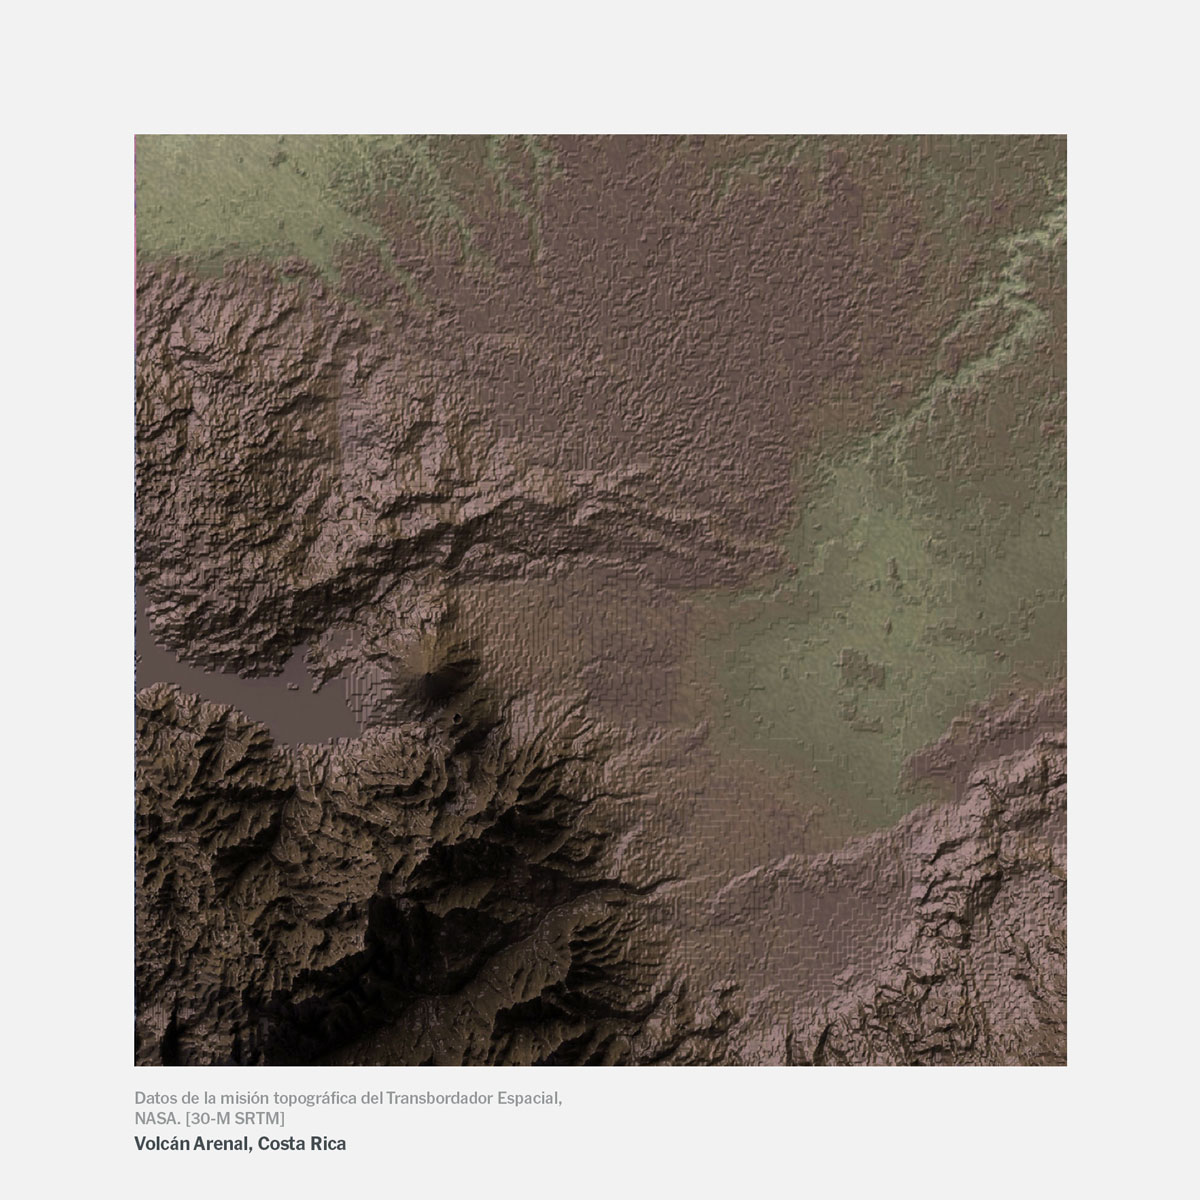 Datos de la misión topográfica del Transbordador Espacial,
NASA. [30-M SRTM]
Volcán Arenal, Costa Rica